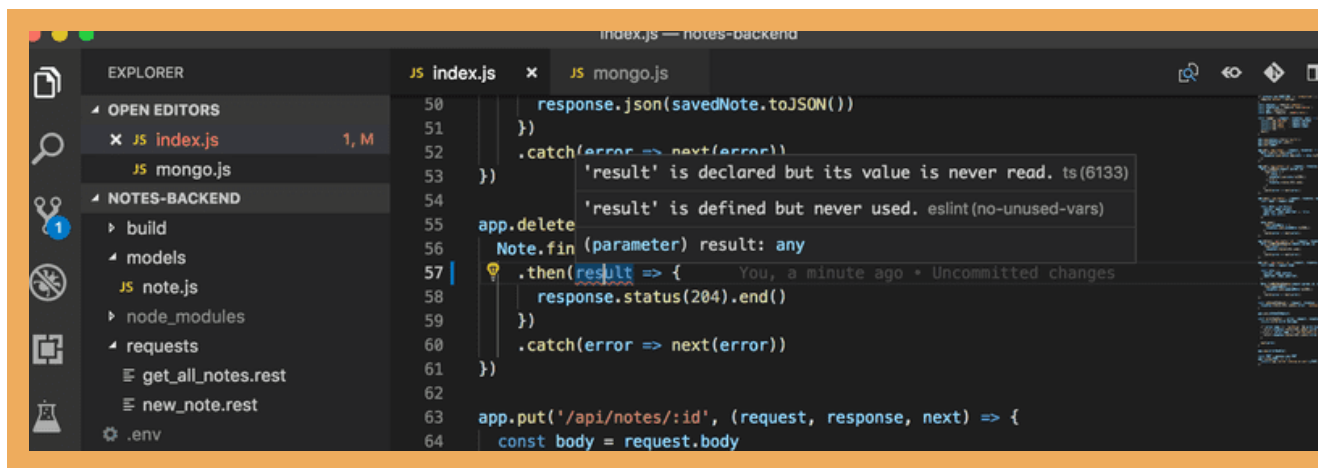 index.js — notes-backend
EXPLORER
OPEN EDITORS
JS index.js 1, M
JS mongo.js
NOTES-BACKEND
build
models
JS note.js
node_modules
requests
get_all_notes.rest
new_note.rest
.env
1
JS index.js
JS mongo.js
50 response.json(savedNote.toJSON())
51 })
52 .catch(error => next(error))
53 })
54
55 app.delete
56 Note.fin
57 .then(result => { You, a minute ago • Uncommitted changes
58 response.status(204).end()
59 })
60 .catch(error => next(error))
61 })
62
63 app.put('/api/notes/:id', (request, response, next) => {
64 const body = request.body
'result' is declared but its value is never read. ts(6133)
'result' is defined but never used. eslint(no-unused-vars)
(parameter) result: any